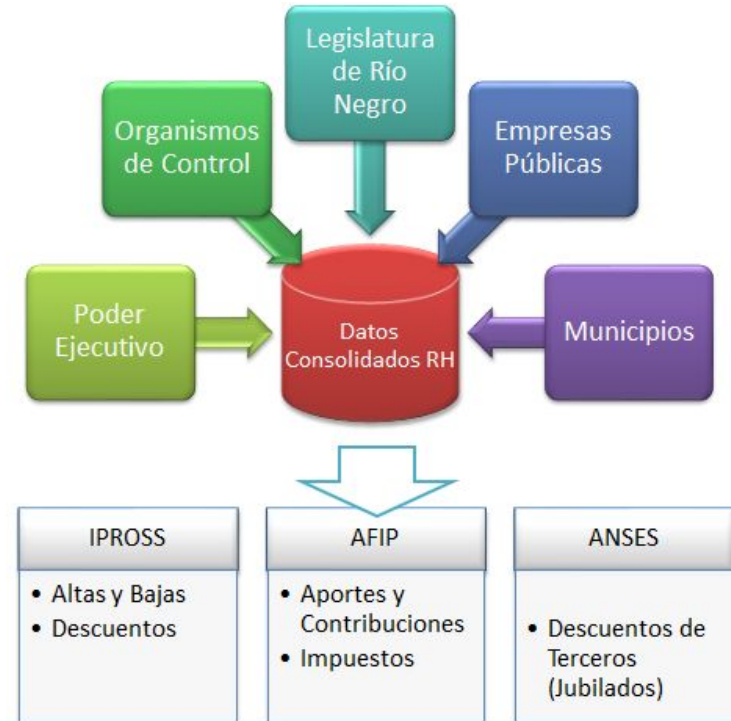 Legislatura
de Río
Negro
Organismos
de Control
Empresas
Públicas
Poder
Ejecutivo
Datos
Consolidados RH
Municipios
IPROSS
• Altas y Bajas
• Descuentos
AFIP
• Aportes y
Contribuciones
• Impuestos
ANSES
• Descuentos de
Terceros
(Jubilados)